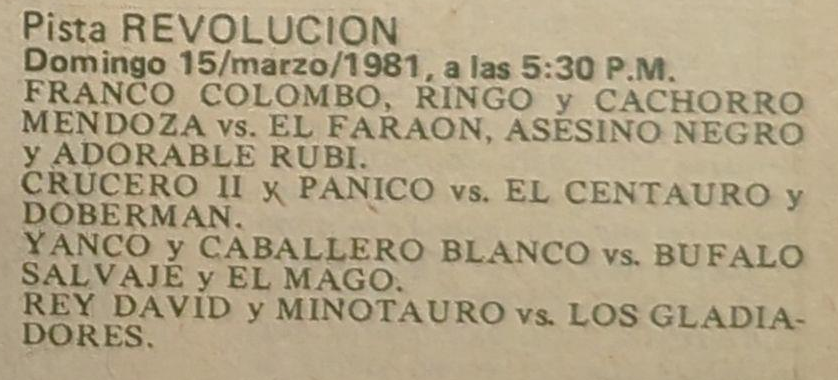 Pista REVOLUCION
Domingo 15/marzo/1981, a las 5:30 P.M.
FRANCO COLOMBO, RINGO y CACHORRO
MENDOZA vs. EL FARAON, ASESINO NEGRO
y ADORABLE RUBI.
CRUCERO II y PANICO vs. EL CENTAURO y
DOBERMAN.
YANCO y CABALLERO BLANCO vs. BUFALO
SALVAJE y EL MAGO.
REY DAVID y MINOTAURO vs. LOS GLADIA-
DORES.